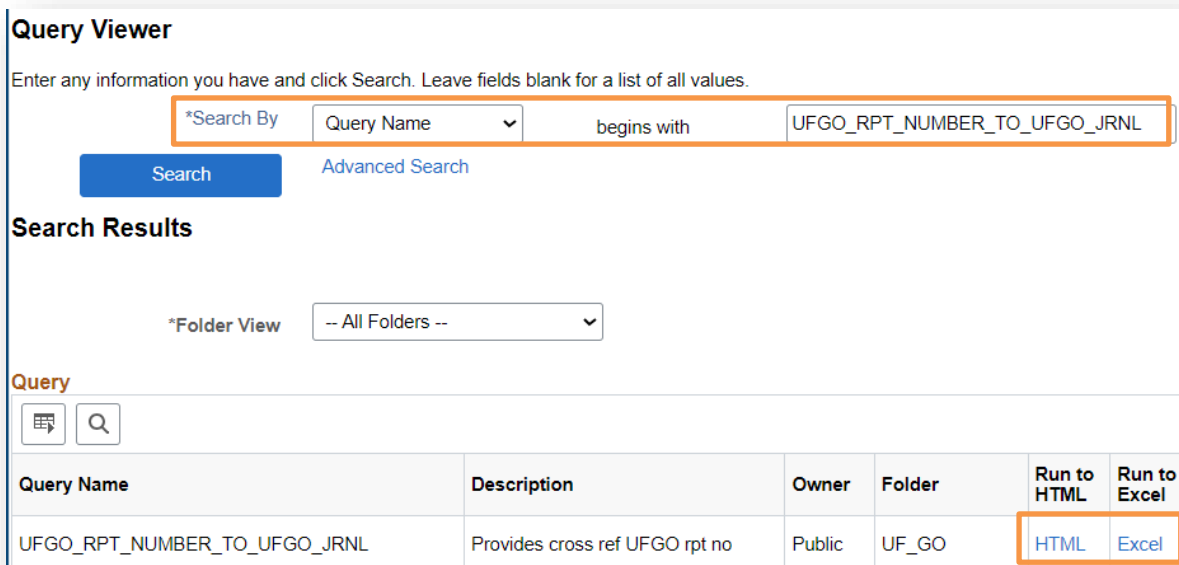 Query Viewer
Enter any information you have and click Search. Leave fields blank for a list of all values.
*Search By Query Name begins with UFGO_RPT_NUMBER_TO_UFGO_JRNL
Search Advanced Search
Search Results
*Folder View -- All Folders --
Query
Query Name Description Owner Folder Run to HTML Run to Excel
UFGO_RPT_NUMBER_TO_UFGO_JRNL Provides cross ref UFGO rpt no Public UF_GO HTML Excel